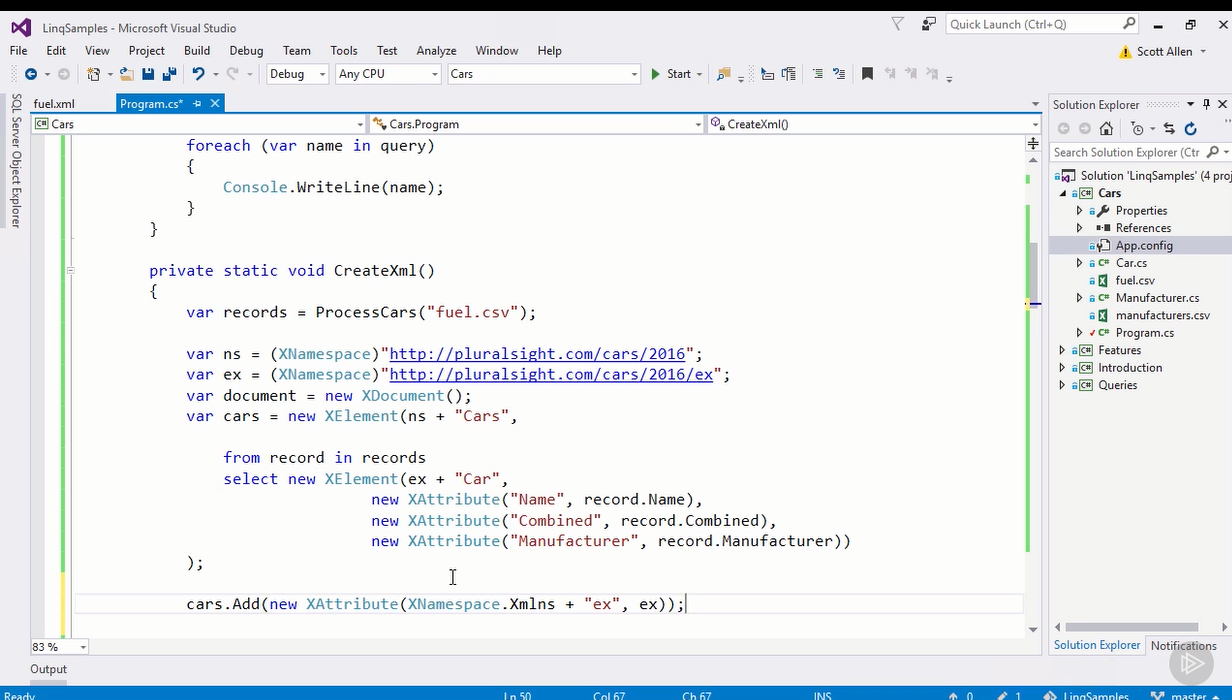 LinqSamples - Microsoft Visual Studio
Quick Launch (Ctrl+Q)
File Edit View Project Build Debug Team Tools Test Analyze Window Help
Scott Allen
Debug Any CPU Cars Start
SQL Server Object Explorer
fuel.xml Program.cs*
Cars Cars.Program CreateXml()
foreach (var name in query)
{
Console.WriteLine(name);
}
}
private static void CreateXml()
{
var records = ProcessCars("fuel.csv");
var ns = (XNamespace)"http://pluralsight.com/cars/2016";
var ex = (XNamespace)"http://pluralsight.com/cars/2016/ex";
var document = new XDocument();
var cars = new XElement(ns + "Cars",
from record in records
select new XElement(ex + "Car",
new XAttribute("Name", record.Name),
new XAttribute("Combined", record.Combined),
new XAttribute("Manufacturer", record.Manufacturer))
);
cars.Add(new XAttribute(XNamespace.Xmlns + "ex", ex));
83 %
Output
Solution Explorer
Search Solution Explorer (Ctr
Solution 'LinqSamples' (4 proj
C# Cars
Properties
References
App.config
C# Car.cs
fuel.csv
C# Manufacturer.cs
manufacturers.csv
C# Program.cs
C# Features
C# Introduction
C# Queries
Solution Explorer Notifications
Ready Ln 50 Col 67 Ch 67 INS 0 1 LinqSamples master